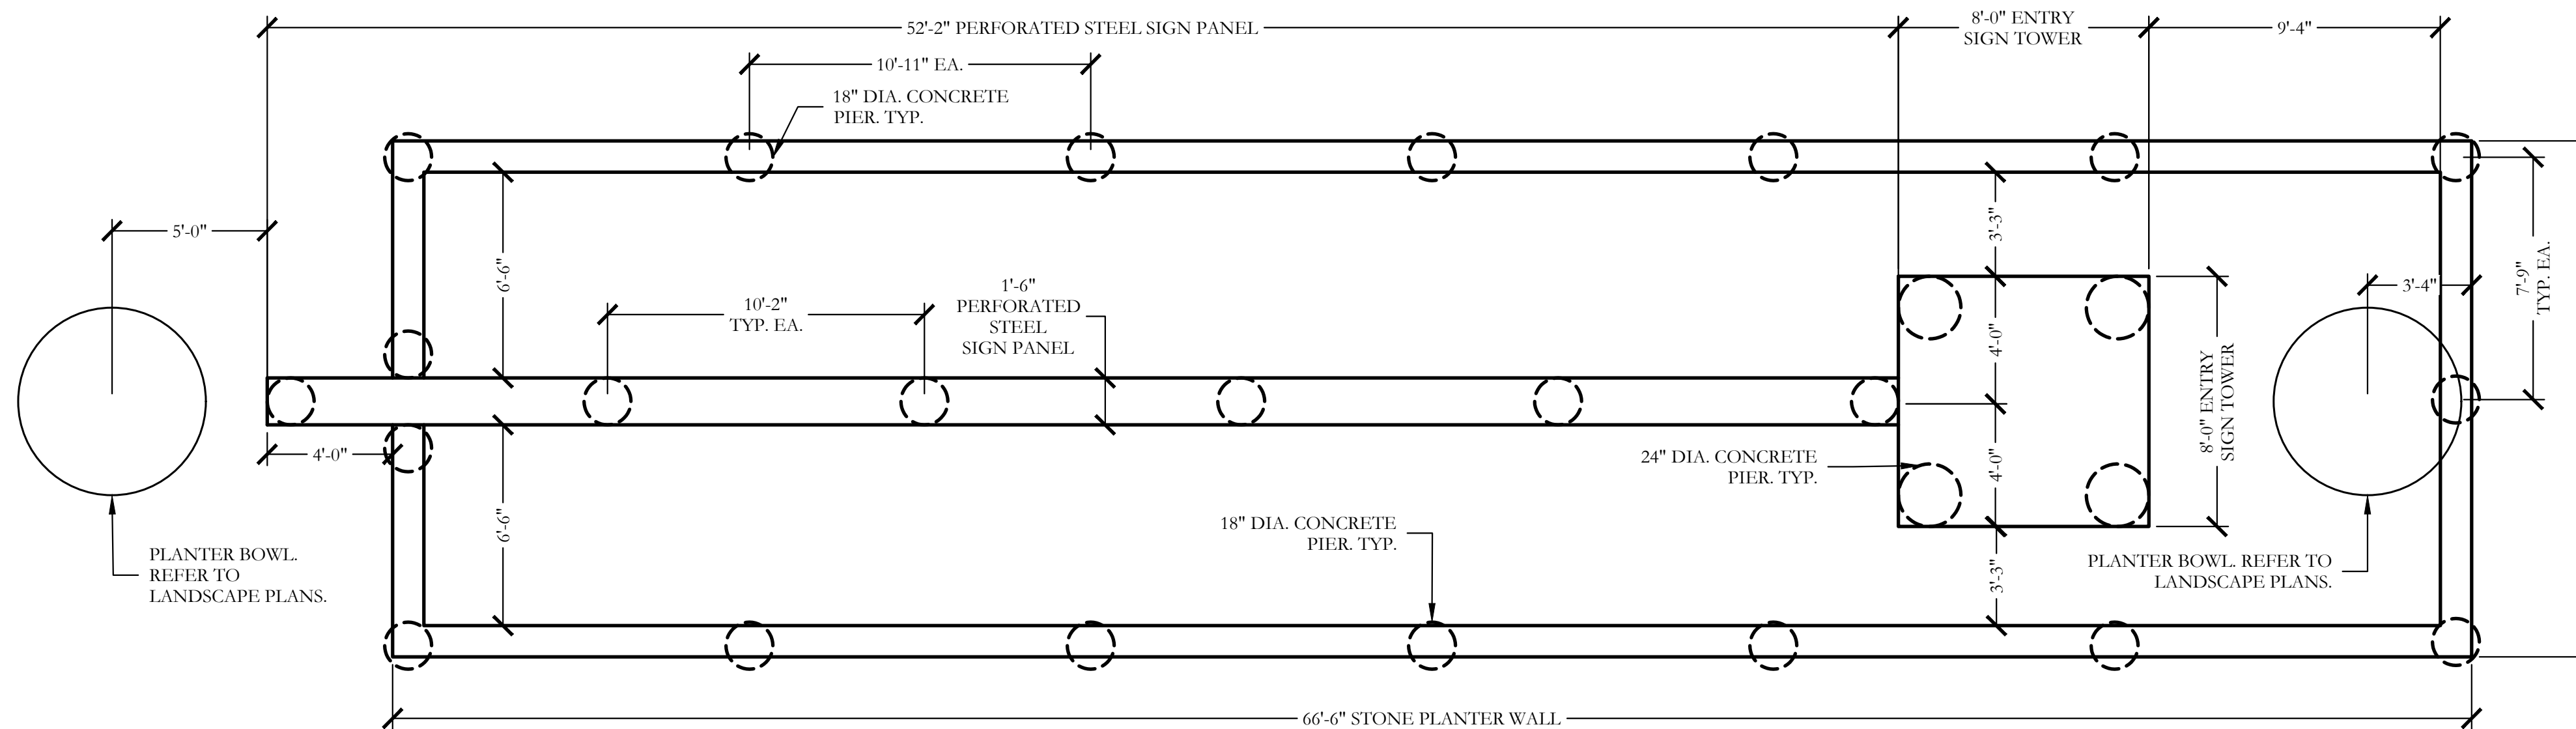 52'-2" PERFORATED STEEL SIGN PANEL
8'-0" ENTRY
SIGN TOWER
9'-4"
10'-11" EA.
18" DIA. CONCRETE
PIER. TYP.
5'-0"
6'-6"
10'-2"
TYP. EA.
1'-6"
PERFORATED
STEEL
SIGN PANEL
3'-3"
4'-0"
4'-0"
3'-3"
8'-0" ENTRY
SIGN TOWER
3'-4"
7'-9"
TYP. EA.
4'-0"
6'-6"
24" DIA. CONCRETE
PIER. TYP.
18" DIA. CONCRETE
PIER. TYP.
PLANTER BOWL.
REFER TO
LANDSCAPE PLANS.
PLANTER BOWL. REFER TO
LANDSCAPE PLANS.
66'-6" STONE PLANTER WALL